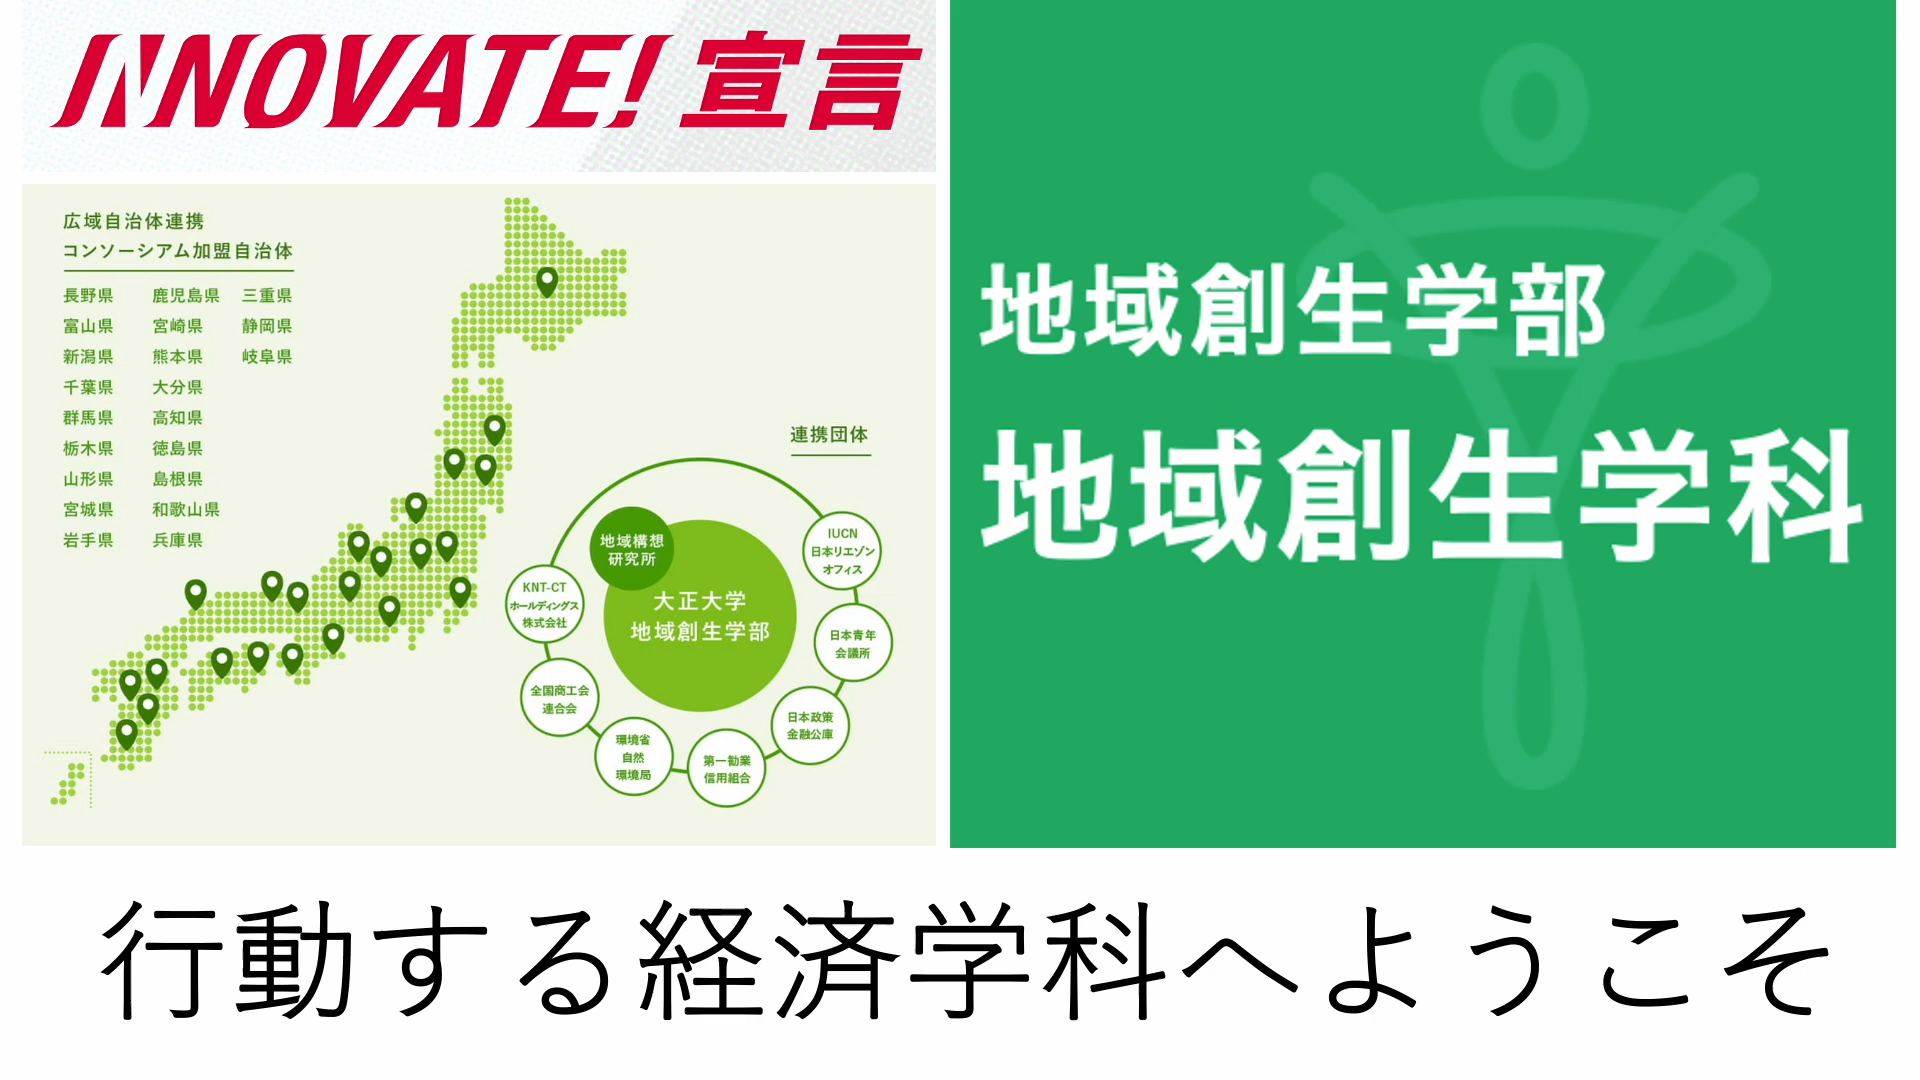 INNOVATE!宣言
広域自治体連携
コンソーシアム加盟自治体
長野県 鹿児島県 三重県
富山県 宮崎県 静岡県
新潟県 熊本県 岐阜県
千葉県 大分県
群馬県 高知県
栃木県 徳島県
山形県 島根県
宮城県 和歌山県
岩手県 兵庫県
連携団体
地域構想
研究所
大正大学
地域創生学部
IUCN
日本リエゾン
オフィス
日本青年
会議所
日本政策
金融公庫
第一勧業
信用組合
環境省
自然
環境局
全国商工会
連合会
KNT-CT
ホールディングス
株式会社
地域創生学部
地域創生学科
行動する経済学科へようこそ